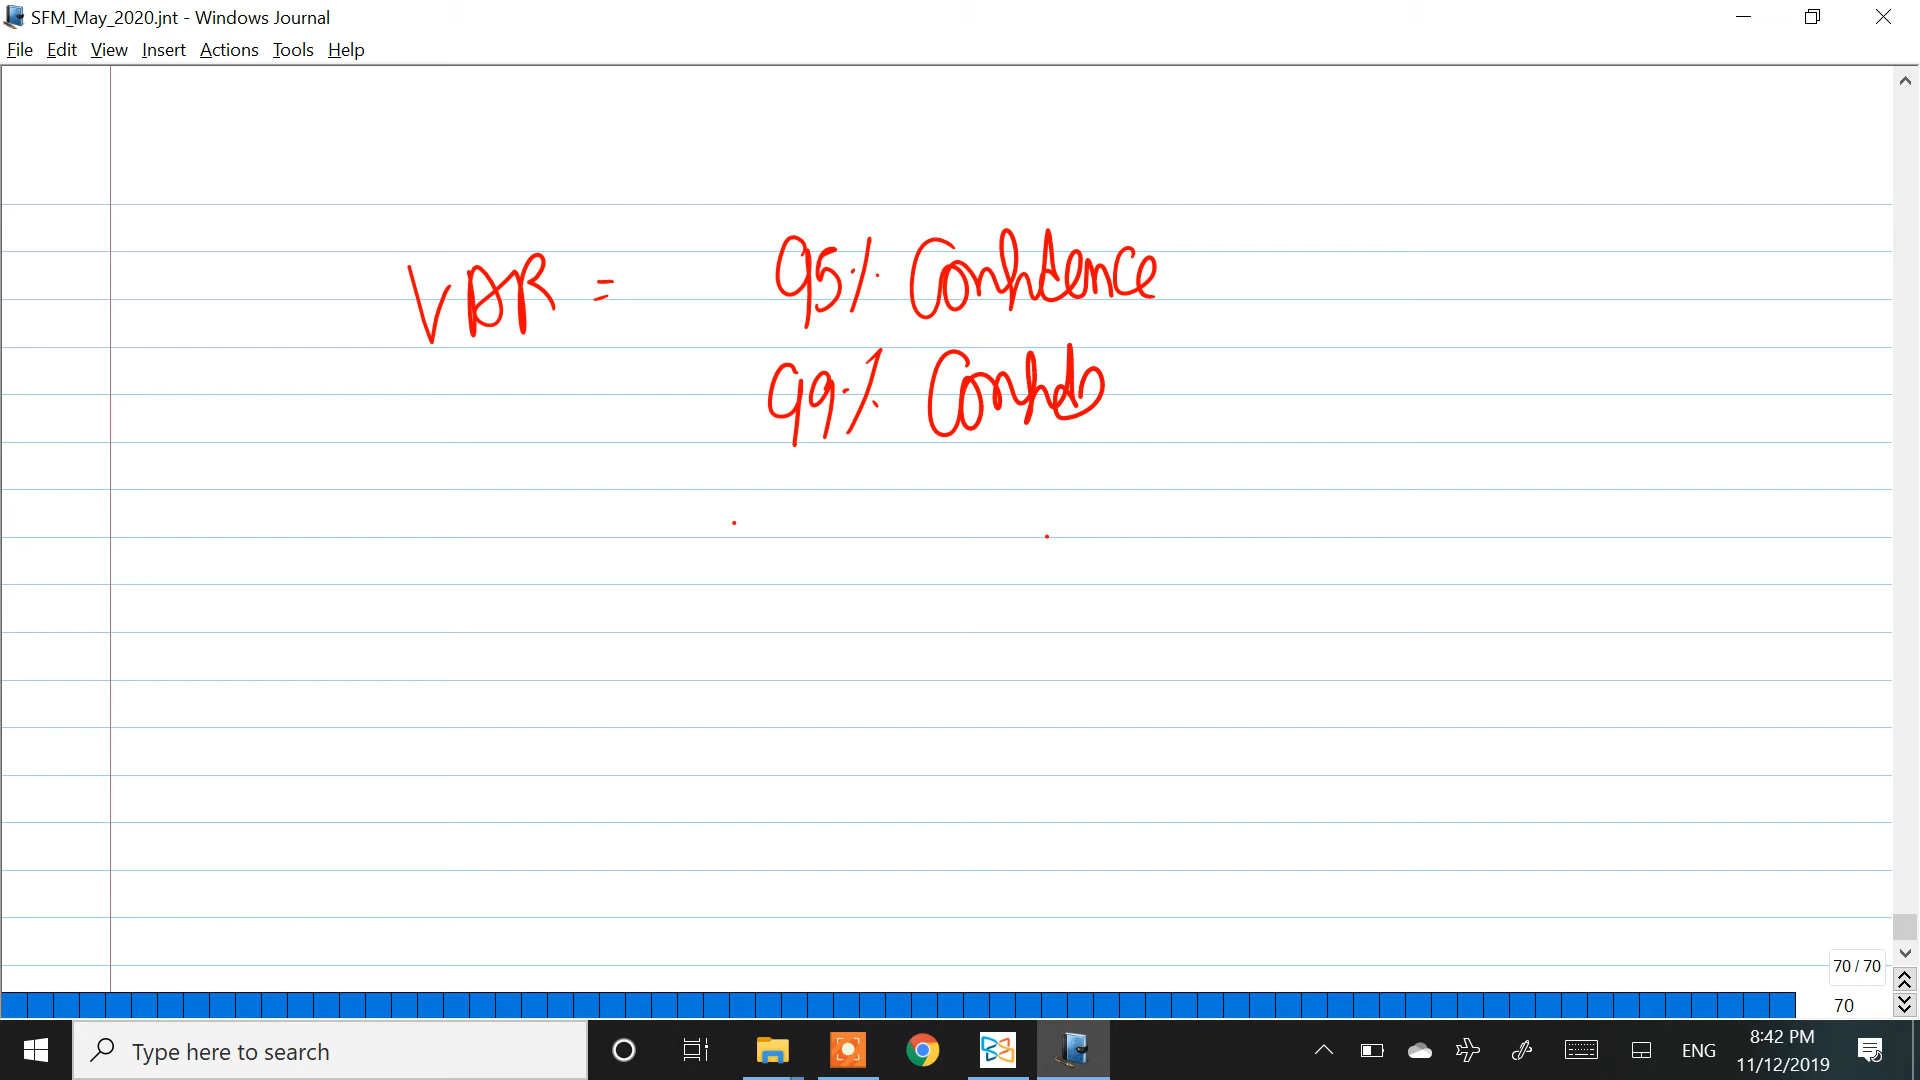 SFM_May_2020.jnt - Windows Journal
File Edit View Insert Actions Tools Help
VAR = 95% Confidence
99% Confide
70 / 70
70
Type here to search
ENG
8:42 PM
11/12/2019